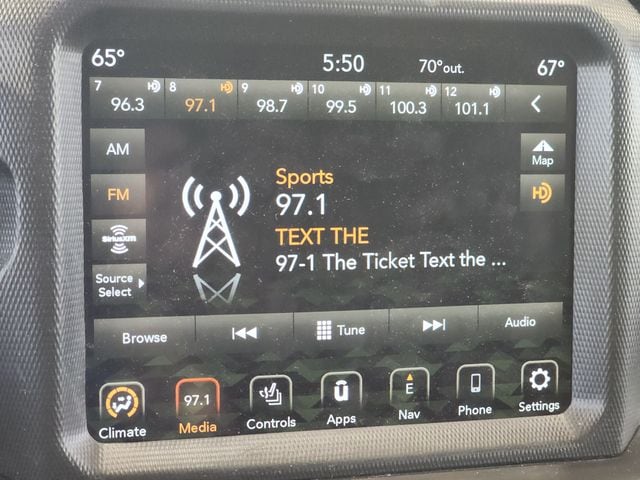 65° 5:50 70°out. 67°
7 8 9 10 11 12
96.3 97.1 98.7 99.5 100.3 101.1
AM
Map
Sports
FM
97.1
TEXT THE
SiriusXM
97-1 The Ticket Text the ...
Source
Select
Browse Tune Audio
97.1 E
Climate Media Controls Apps Nav Phone Settings